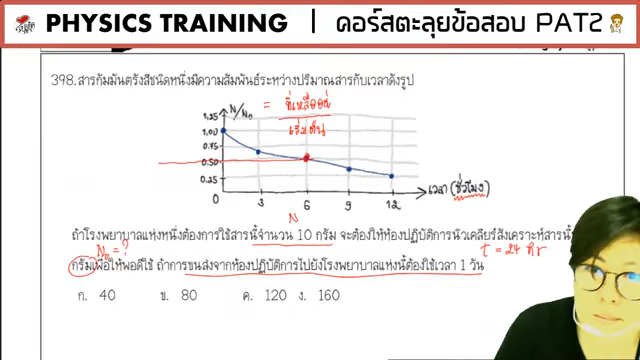 PHYSICS TRAINING | คอร์สตะลุยข้อสอบ PAT2
398. สารกัมมันตรังสีชนิดหนึ่งมีความสัมพันธ์ระหว่างปริมาณสารกับเวลาดังรูป
N/N₀ = ที่เหลืออยู่
เริ่มต้น
1.25
1.00
0.75
0.50
0.25
3 6 9 12 เวลา (ชั่วโมง)
N
ถ้าโรงพยาบาลแห่งหนึ่งต้องการใช้สารนี้จำนวน 10 กรัม จะต้องให้ห้องปฏิบัติการนิวเคลียร์สังเคราะห์สารนี้
N₀ = ? t = 24 hr
กรัมเพื่อให้พอดีใช้ ถ้าการขนส่งจากห้องปฏิบัติการไปยังโรงพยาบาลแห่งนี้ต้องใช้เวลา 1 วัน
ก. 40 ข. 80 ค. 120 ง. 160